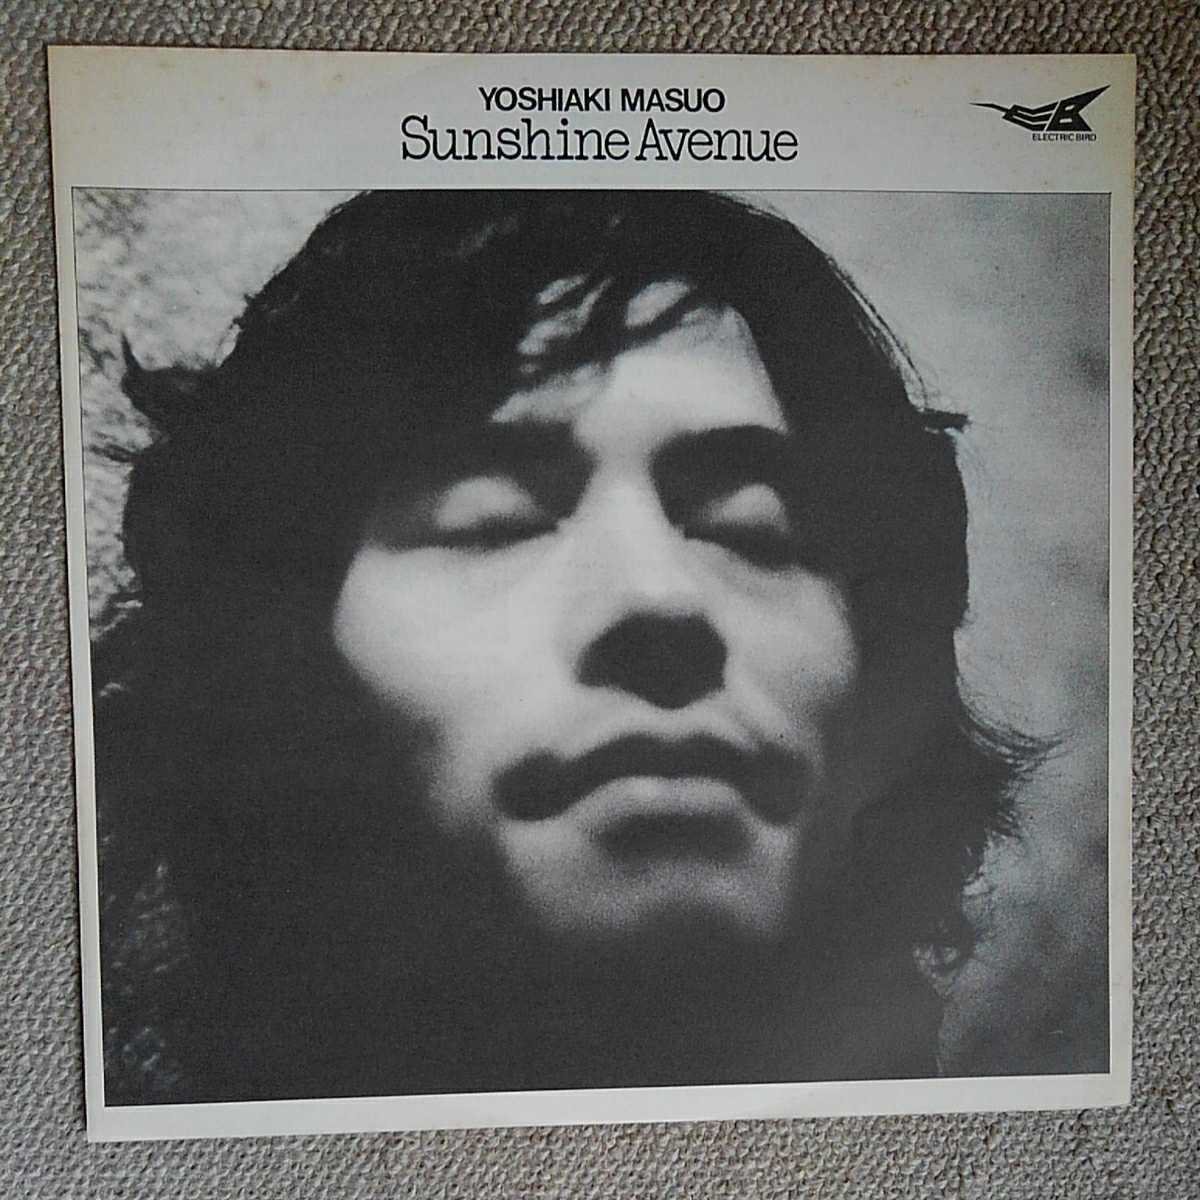 YOSHIAKI MASUO
Sunshine Avenue
EB
ELECTRIC BIRD